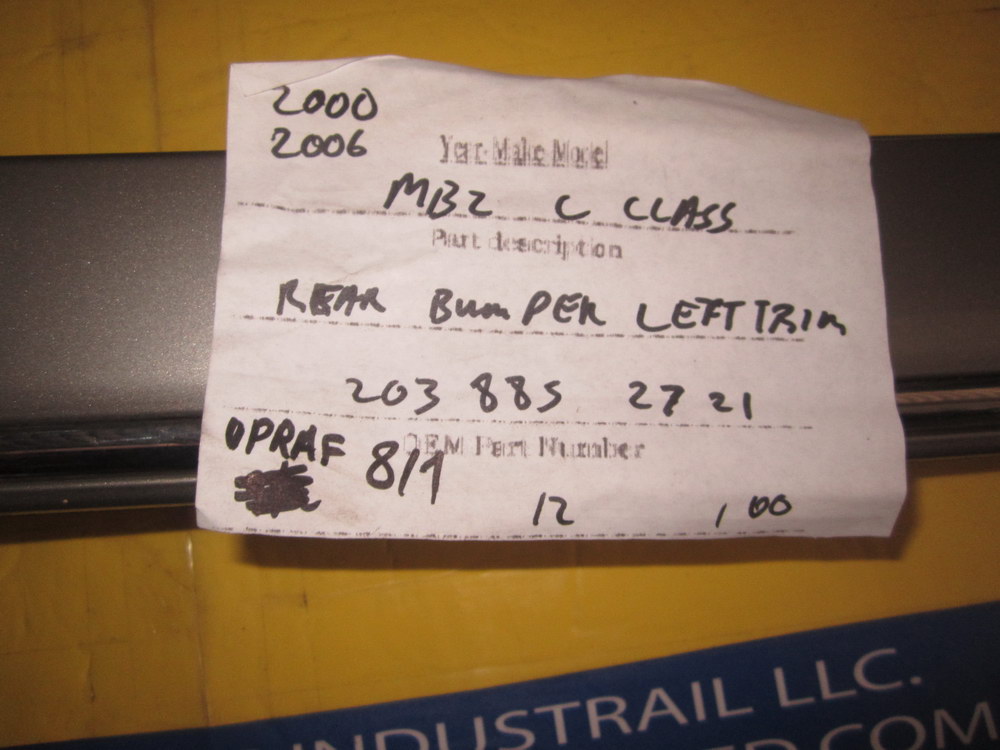 2000
2006
Year Make Model
MBZ C CLASS
Part description
REAR BUMPER LEFT TRIM
203 885 27 21
OEM Part Number
OPRAF 8/1
12 , 00
INDUSTRAIL LLC.